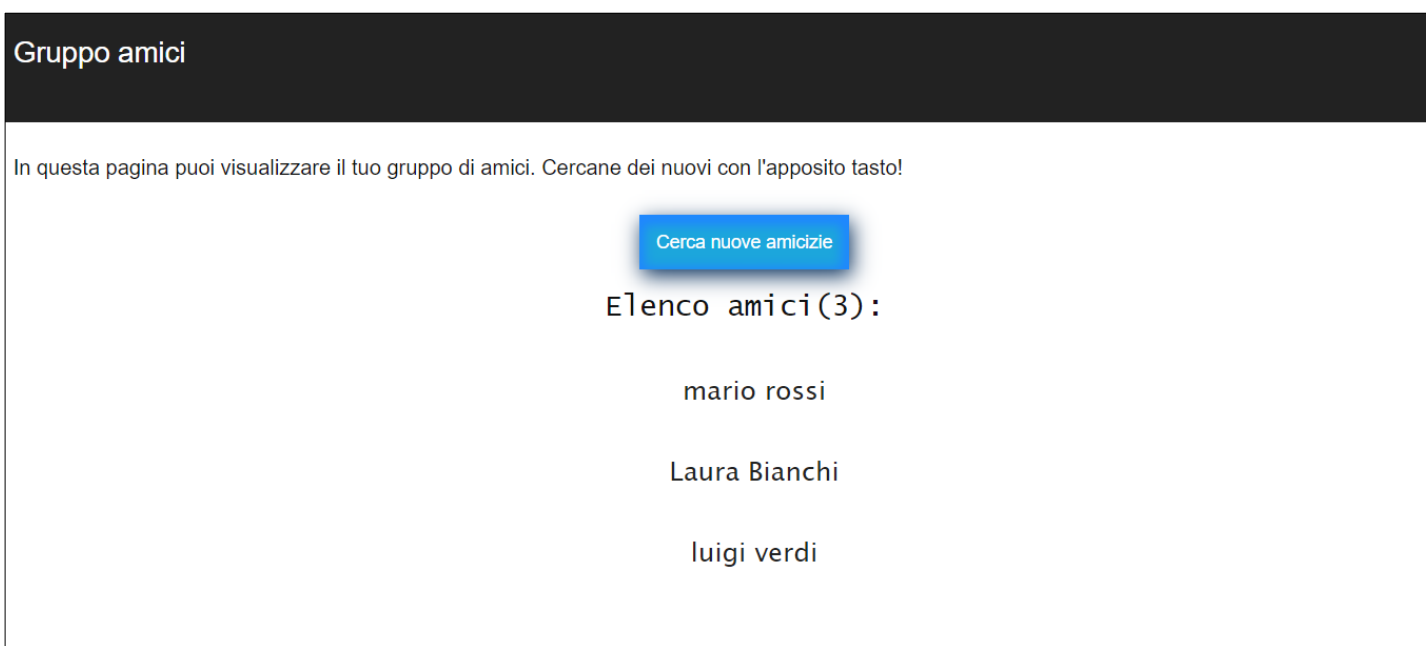 Gruppo amici
In questa pagina puoi visualizzare il tuo gruppo di amici. Cercane dei nuovi con l'apposito tasto!
Cerca nuove amicizie
Elenco amici(3):
mario rossi
Laura Bianchi
luigi verdi